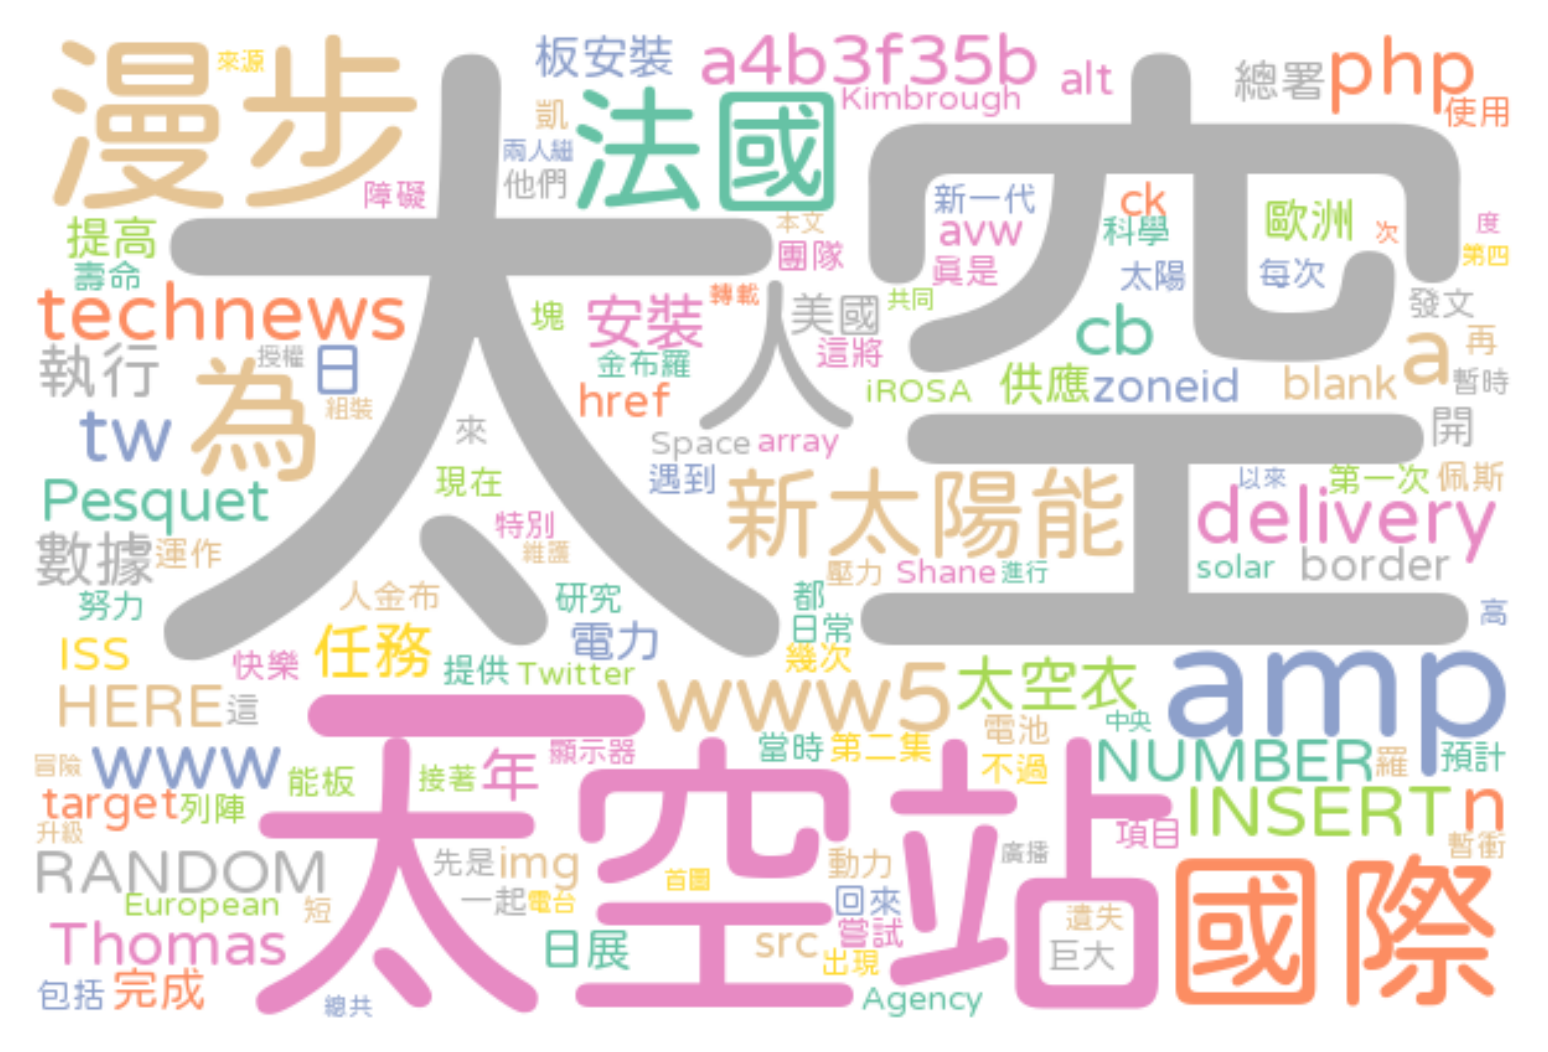 漫步
來源
板安裝
a4b3f35b
alt
總署
php
Kimbrough
使用
凱
法國
太空
兩人繼
他們
障礙
新一代
ck
歐洲
度
提高
本文
avw
科學
次
第四
壽命
團隊
眞是
太陽
每次
technews
塊
安裝
轉載
人
美國
共同
發文
執行
授權
日
為
金布羅
這將
cb
a
再
組裝
href
iROSA
供應
zoneid
blank
暫時
tw
來
Space
array
開
Pesquet
現在
遇到
新太陽能
以來
第一次
佩斯
特別
delivery
數據
運作
維護
壓力
Shane
進行
solar
border
努力
人金布
研究
都
高
ISS
快樂
任務
電力
日常
提供
Twitter
幾次
HERE
這
www5
太空衣
amp
電池
中央
冒險
www
能板
接著
年
顯示器
當時
第二集
不過
NUMBER
羅
預計
target
列陣
太空站
項目
INSERT
n
升級
暫衝
RANDOM
先是
img
首圖
動力
廣播
國際
European
短
一起
電台
回來
遺失
Thomas
日展
src
嘗試
出現
巨大
包括
完成
總共
Agency